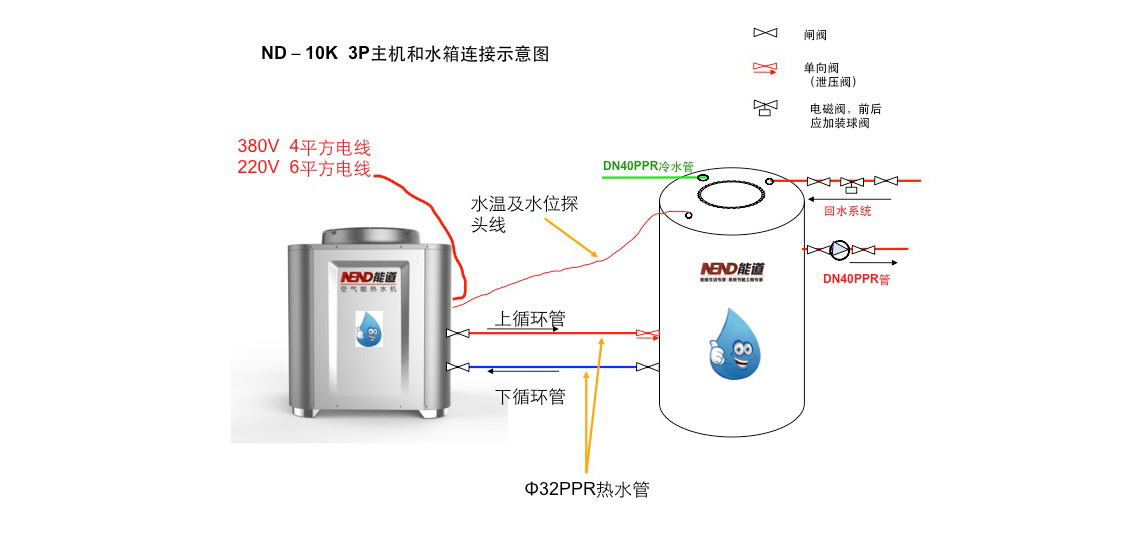 ND – 10K 3P主机和水箱连接示意图
闸阀
单向阀
（泄压阀）
电磁阀，前后
应加装球阀
380V 4平方电线
220V 6平方电线
DN40PPR冷水管
水温及水位探
头线
回水系统
NEND能道
空气能热水机
NEND能道
DN40PPR管
上循环管
下循环管
Φ32PPR热水管